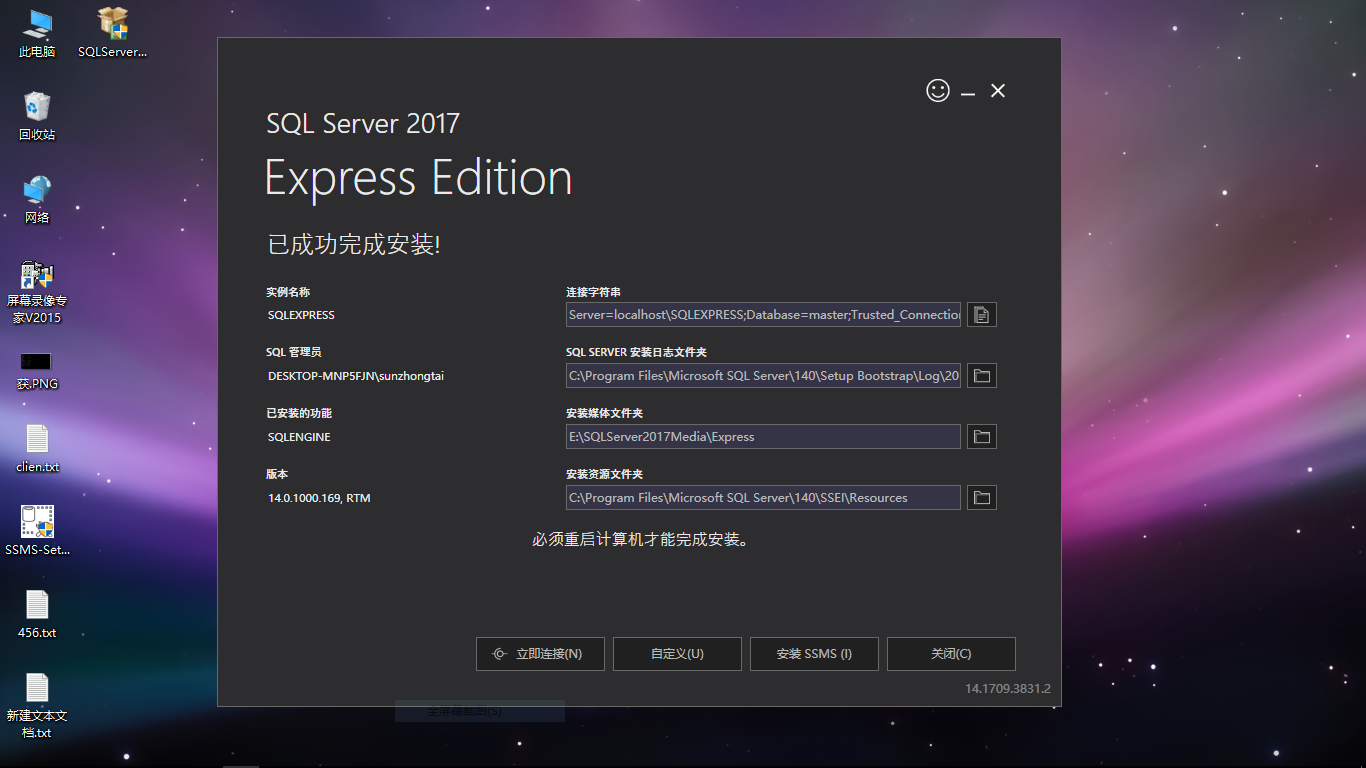 此电脑
SQLServer...
回收站
网络
屏幕录像专
家V2015
获.PNG
clien.txt
SSMS-Set...
456.txt
新建文本文
档.txt
SQL Server 2017
Express Edition
已成功完成安装!
实例名称
SQLEXPRESS
连接字符串
Server=localhost\SQLEXPRESS;Database=master;Trusted_Connection
SQL 管理员
DESKTOP-MNP5FJN\sunzhongtai
SQL SERVER 安装日志文件夹
C:\Program Files\Microsoft SQL Server\140\Setup Bootstrap\Log\20
已安装的功能
SQLENGINE
安装媒体文件夹
E:\SQLServer2017Media\Express
版本
14.0.1000.169, RTM
安装资源文件夹
C:\Program Files\Microsoft SQL Server\140\SSEI\Resources
必须重启计算机才能完成安装。
立即连接(N)
自定义(U)
安装 SSMS (I)
关闭(C)
14.1709.3831.2
全屏幕截图(S)